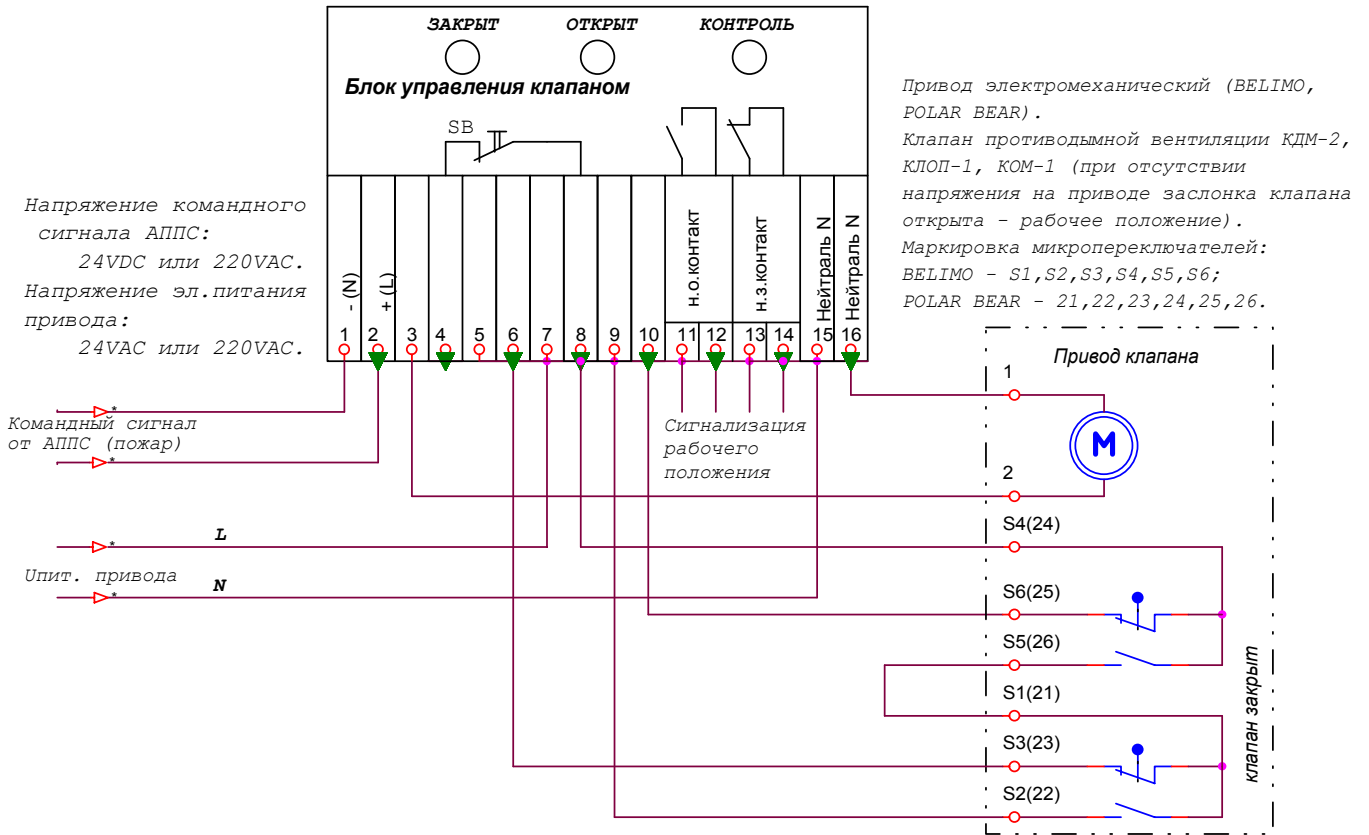 ЗАКРЫТ ОТКРЫТ КОНТРОЛЬ
Блок управления клапаном
SB
- (N)
+ (L)
н.о.контакт
н.з.контакт
Нейтраль N
Нейтраль N
1 2 3 4 5 6 7 8 9 10 11 12 13 14 15 16
Напряжение командного
сигнала АППС:
24VDC или 220VAC.
Напряжение эл.питания
привода:
24VAC или 220VAC.
Командный сигнал
от АППС (пожар)
*
*
L
*
Uпит. привода
N
*
Сигнализация
рабочего
положения
Привод электромеханический (BELIMO,
POLAR BEAR).
Клапан противодымной вентиляции КДМ-2,
КЛОП-1, КОМ-1 (при отсутствии
напряжения на приводе заслонка клапана
открыта - рабочее положение).
Маркировка микропереключателей:
BELIMO - S1,S2,S3,S4,S5,S6;
POLAR BEAR - 21,22,23,24,25,26.
Привод клапана
1
M
2
S4(24)
S6(25)
S5(26)
S1(21)
S3(23)
S2(22)
клапан закрыт